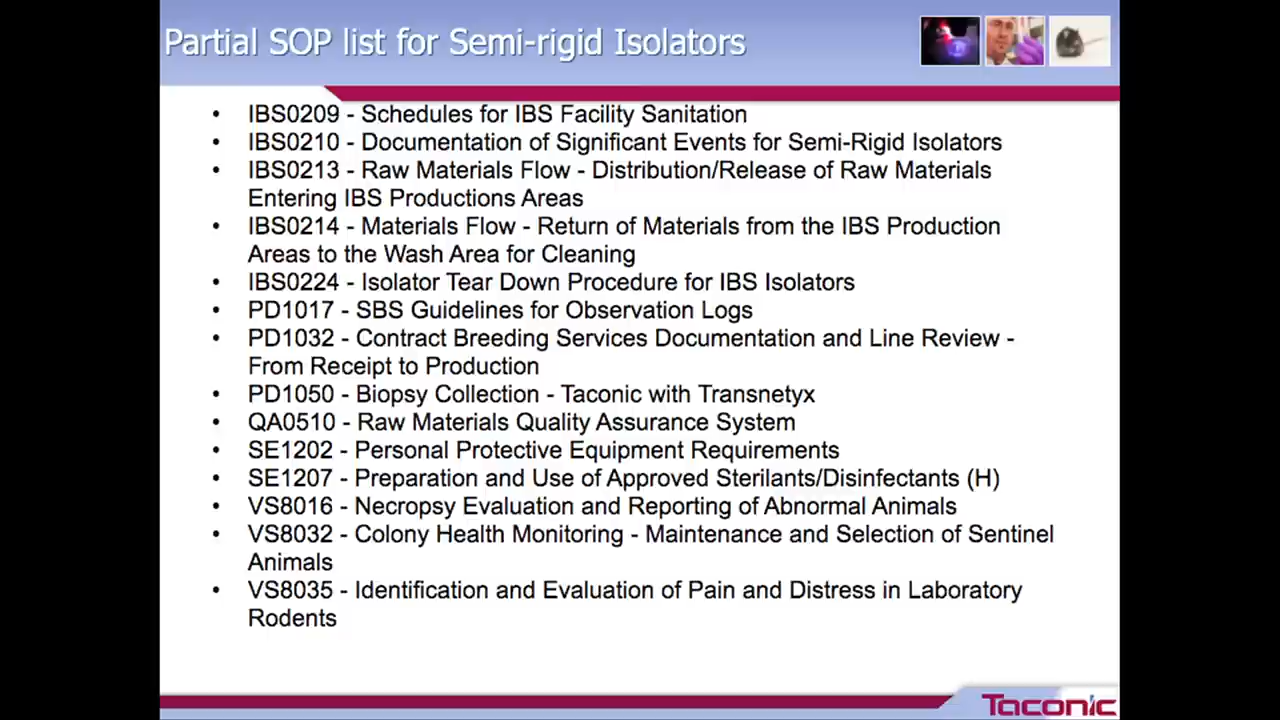 Partial SOP list for Semi-rigid Isolators
• IBS0209 - Schedules for IBS Facility Sanitation
• IBS0210 - Documentation of Significant Events for Semi-Rigid Isolators
• IBS0213 - Raw Materials Flow - Distribution/Release of Raw Materials
Entering IBS Productions Areas
• IBS0214 - Materials Flow - Return of Materials from the IBS Production
Areas to the Wash Area for Cleaning
• IBS0224 - Isolator Tear Down Procedure for IBS Isolators
• PD1017 - SBS Guidelines for Observation Logs
• PD1032 - Contract Breeding Services Documentation and Line Review -
From Receipt to Production
• PD1050 - Biopsy Collection - Taconic with Transnetyx
• QA0510 - Raw Materials Quality Assurance System
• SE1202 - Personal Protective Equipment Requirements
• SE1207 - Preparation and Use of Approved Sterilants/Disinfectants (H)
• VS8016 - Necropsy Evaluation and Reporting of Abnormal Animals
• VS8032 - Colony Health Monitoring - Maintenance and Selection of Sentinel
Animals
• VS8035 - Identification and Evaluation of Pain and Distress in Laboratory
Rodents
Taconic